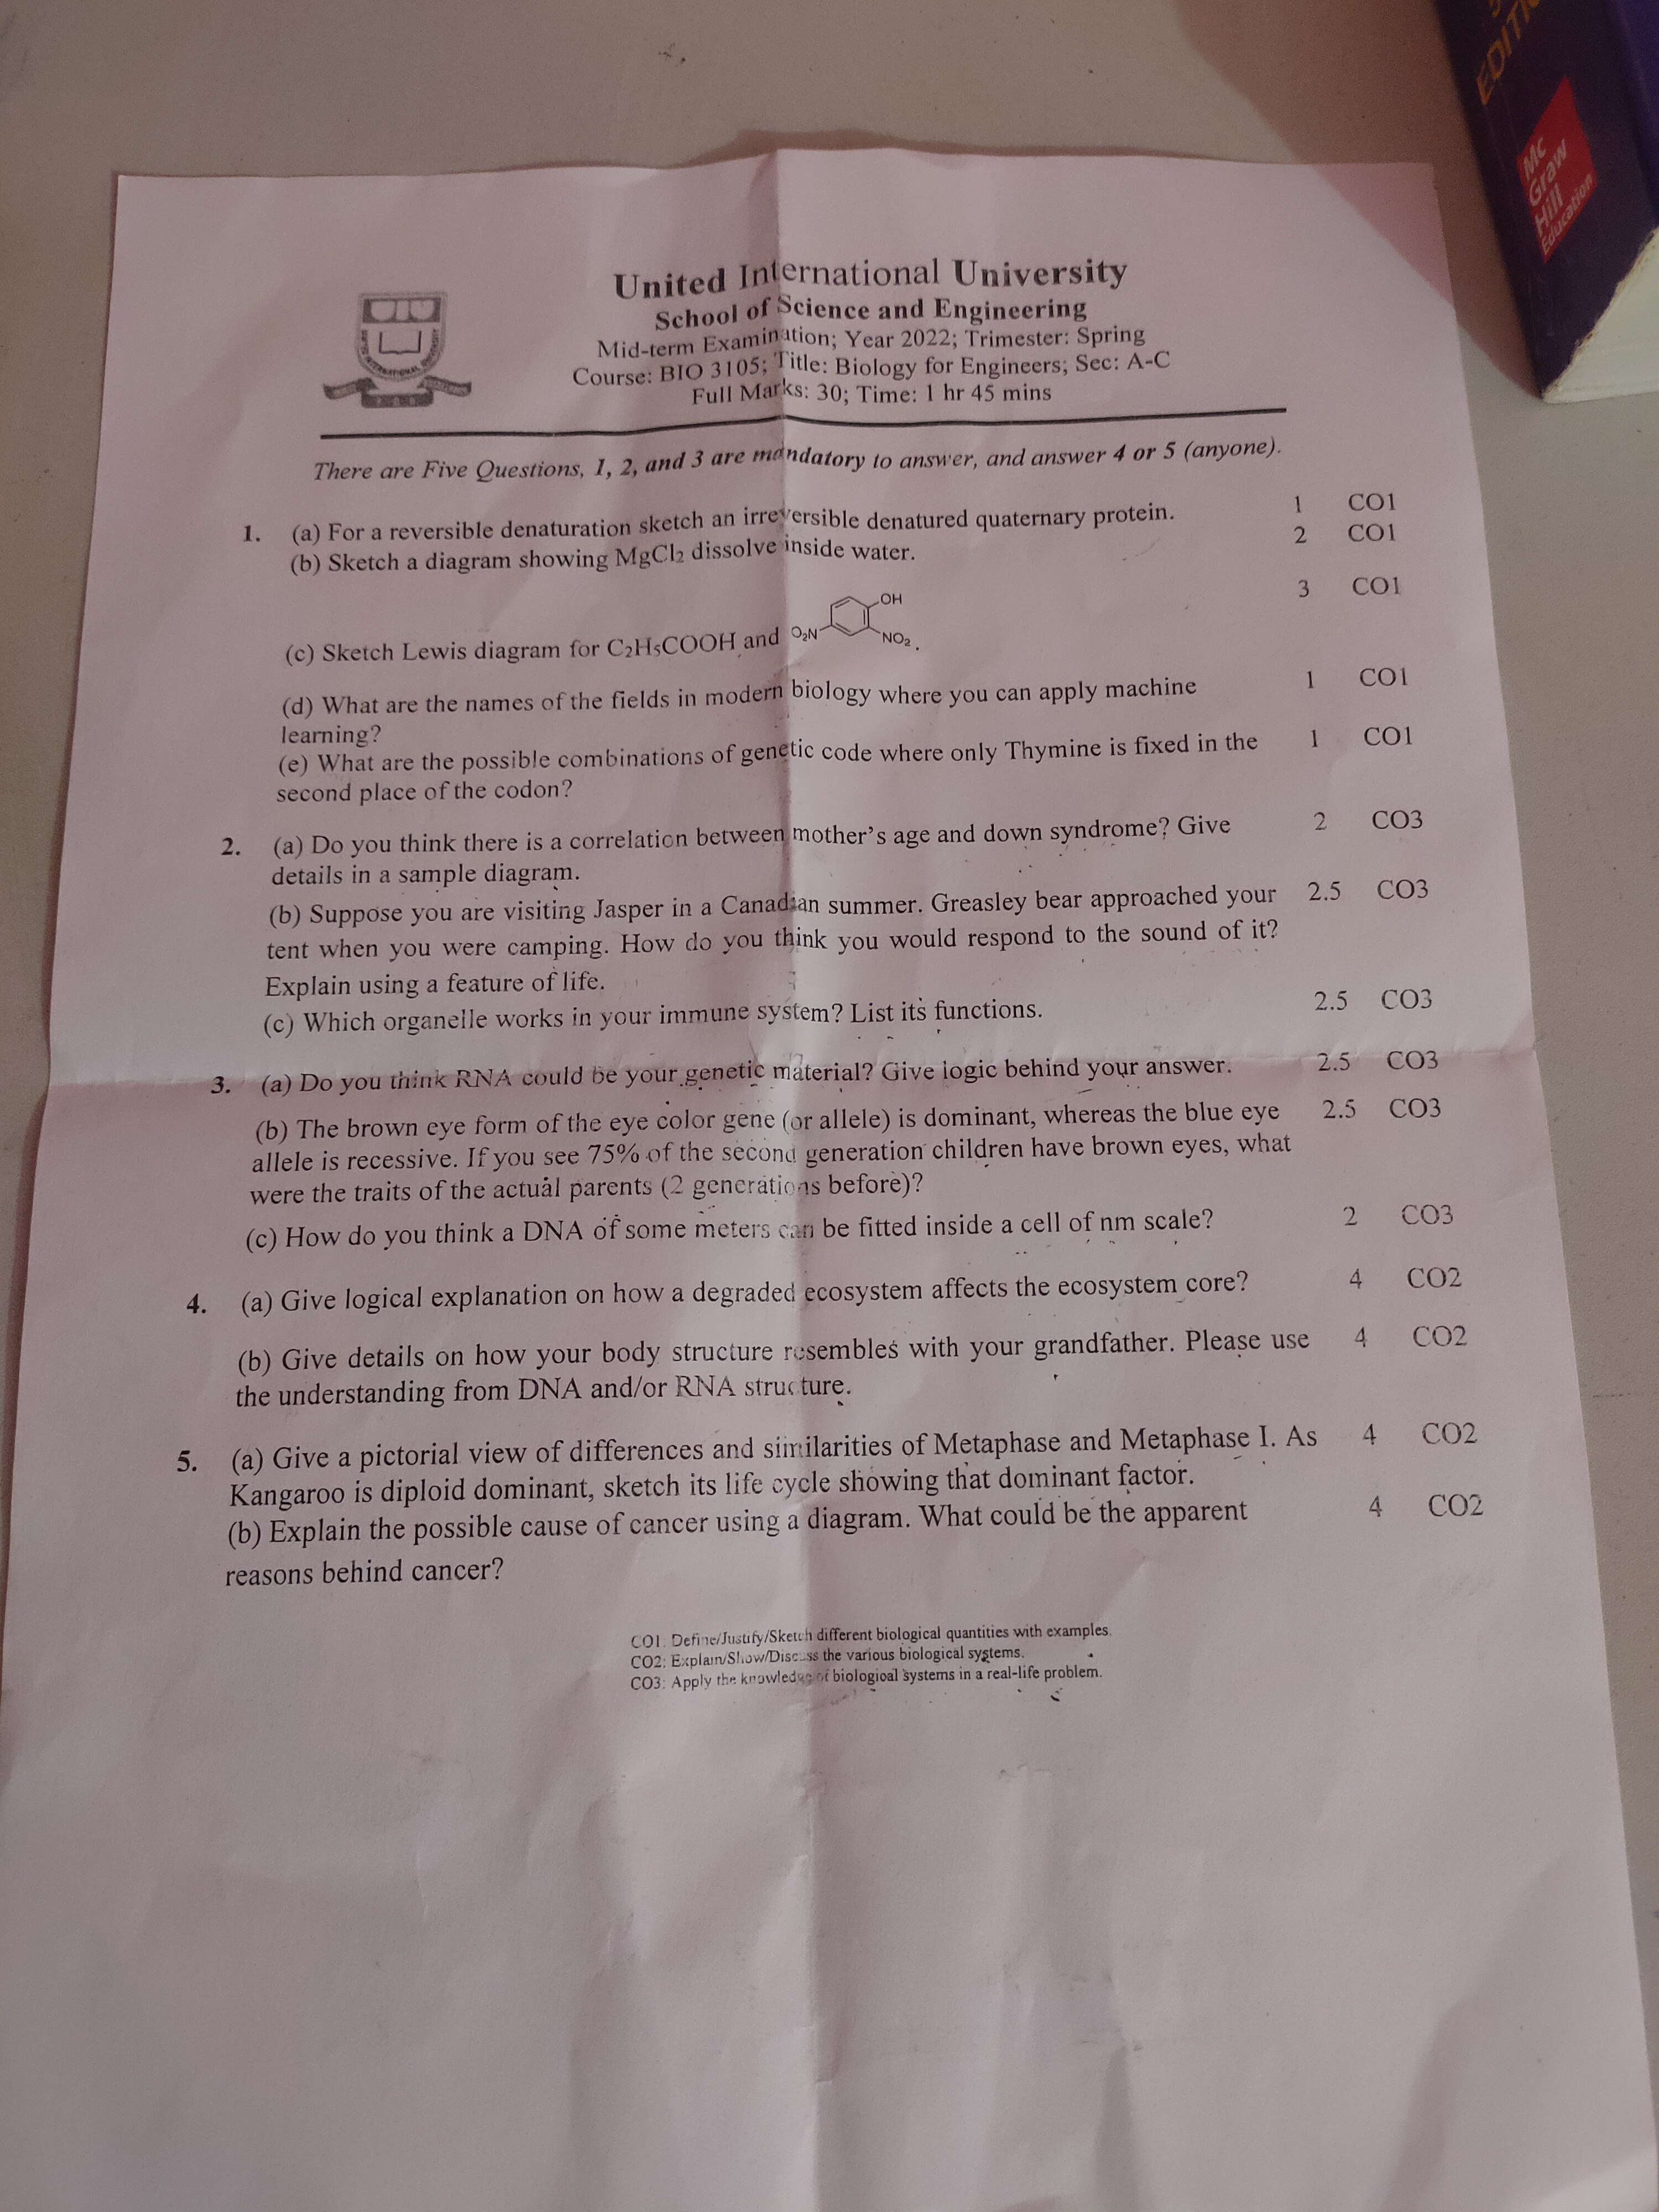 5
EDITI
Mc
Graw
Hill
Education
United International University
School of Science and Engineering
Mid-term Examination; Year 2022; Trimester: Spring
Course: BIO 3105; Title: Biology for Engineers; Sec: A-C
Full Marks: 30; Time: 1 hr 45 mins
There are Five Questions, 1, 2, and 3 are mandatory to answer, and answer 4 or 5 (anyone).
1. (a) For a reversible denaturation sketch an irreversible denatured quaternary protein. 1 CO1
(b) Sketch a diagram showing MgCl₂ dissolve inside water. 2 CO1
3 CO1
OH
O₂N
NO₂
(c) Sketch Lewis diagram for C₂H₅COOH and .
(d) What are the names of the fields in modern biology where you can apply machine 1 CO1
learning?
(e) What are the possible combinations of genetic code where only Thymine is fixed in the 1 CO1
second place of the codon?
2. (a) Do you think there is a correlation between mother's age and down syndrome? Give 2 CO3
details in a sample diagram.
(b) Suppose you are visiting Jasper in a Canadian summer. Greasley bear approached your 2.5 CO3
tent when you were camping. How do you think you would respond to the sound of it?
Explain using a feature of life.
(c) Which organelle works in your immune system? List its functions. 2.5 CO3
3. (a) Do you think RNA could be your genetic material? Give logic behind your answer. 2.5 CO3
(b) The brown eye form of the eye color gene (or allele) is dominant, whereas the blue eye 2.5 CO3
allele is recessive. If you see 75% of the second generation children have brown eyes, what
were the traits of the actual parents (2 generations before)?
(c) How do you think a DNA of some meters can be fitted inside a cell of nm scale? 2 CO3
4. (a) Give logical explanation on how a degraded ecosystem affects the ecosystem core? 4 CO2
(b) Give details on how your body structure resembles with your grandfather. Please use 4 CO2
the understanding from DNA and/or RNA structure.
5. (a) Give a pictorial view of differences and similarities of Metaphase and Metaphase I. As 4 CO2
Kangaroo is diploid dominant, sketch its life cycle showing that dominant factor.
(b) Explain the possible cause of cancer using a diagram. What could be the apparent 4 CO2
reasons behind cancer?
CO1: Define/Justify/Sketch different biological quantities with examples.
CO2: Explain/Show/Discuss the various biological systems.
CO3: Apply the knowledge of biological systems in a real-life problem.